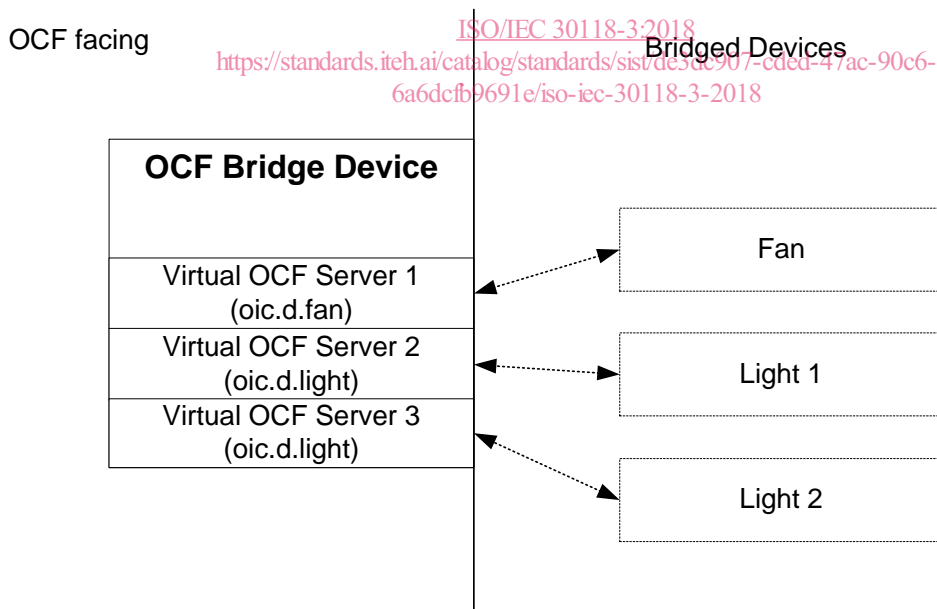 OCF facing
ISO/IEC 30118-3:2018
Bridged Devices
https://standards.iteh.ai/catalog/standards/sist/de3dc907-cded-47ac-90c6-
6a6dcfb9691e/iso-iec-30118-3-2018
OCF Bridge Device
Virtual OCF Server 1
(oic.d.fan)
Virtual OCF Server 2
(oic.d.light)
Virtual OCF Server 3
(oic.d.light)
Fan
Light 1
Light 2